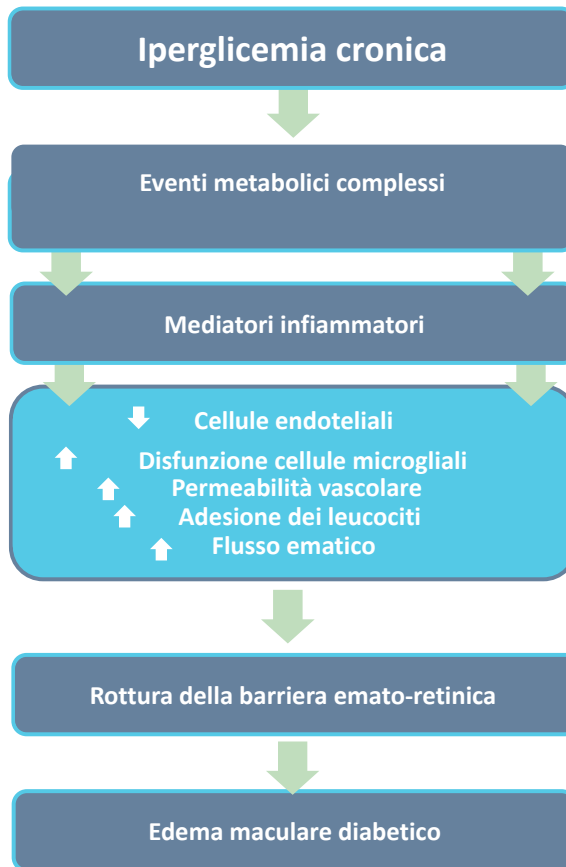 Iperglicemia cronica
Eventi metabolici complessi
Mediatori infiammatori
Cellule endoteliali
Disfunzione cellule microgliali
Permeabilità vascolare
Adesione dei leucociti
Flusso ematico
Rottura della barriera emato-retinica
Edema maculare diabetico